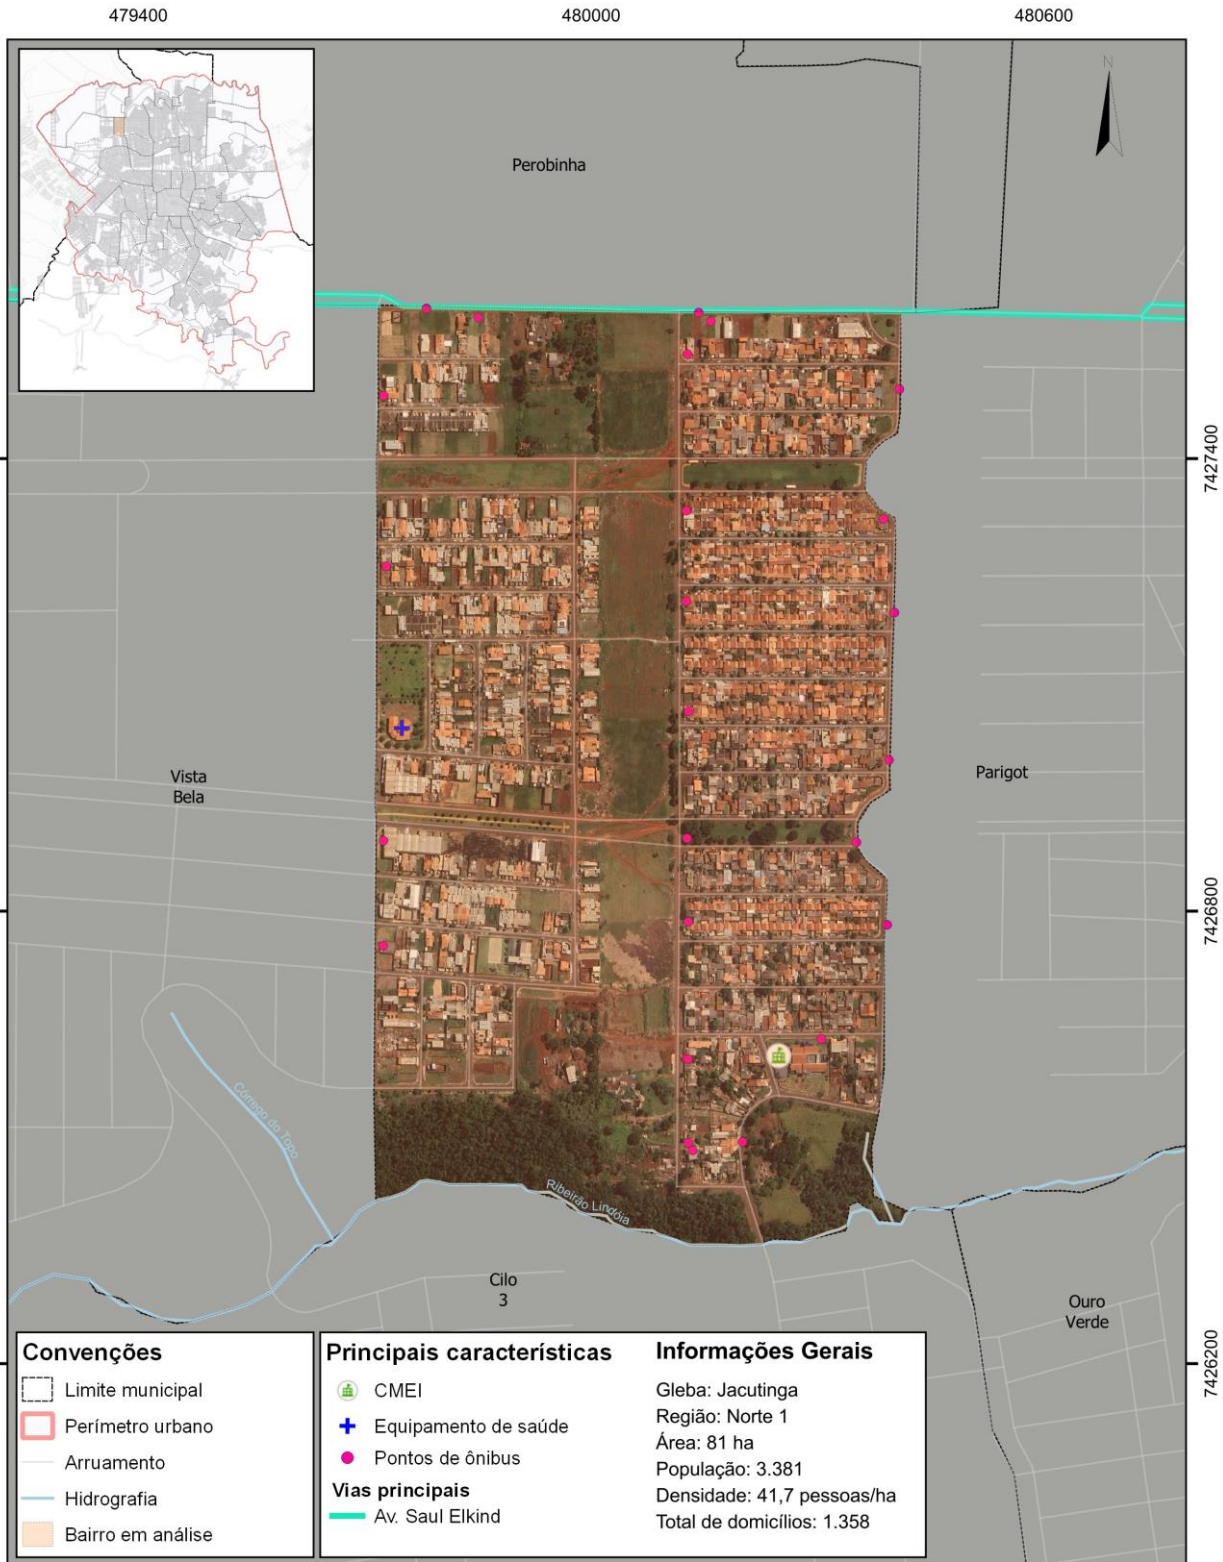 479400
480000
480600
N
Perobinha
7427400
Vista
Bela
Parigot
7426800
Córrego do Topo
Ribeirão Lindóia
Cilo
3
Ouro
Verde
7426200
Convenções
Limite municipal
Perímetro urbano
Arruamento
Hidrografia
Bairro em análise
Principais características
CMEI
Equipamento de saúde
Pontos de ônibus
Vias principais
Av. Saul Elkind
Informações Gerais
Gleba: Jacutinga
Região: Norte 1
Área: 81 ha
População: 3.381
Densidade: 41,7 pessoas/ha
Total de domicílios: 1.358